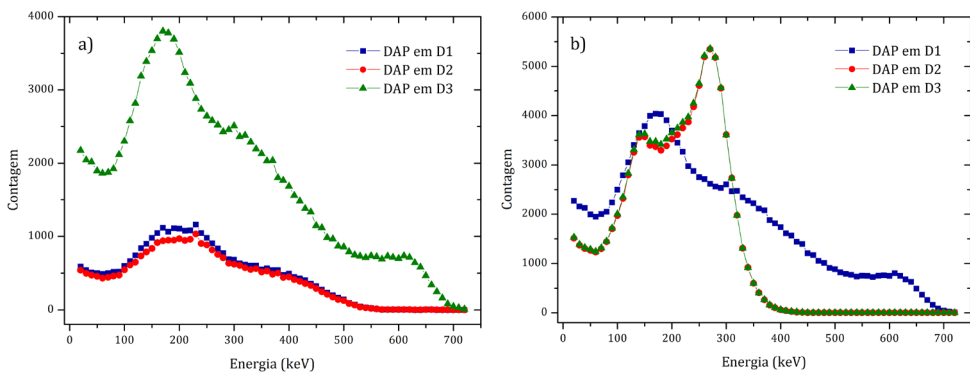 a)
DAP em D1
DAP em D2
DAP em D3
Contagem
4000
3000
2000
1000
0
0 100 200 300 400 500 600 700
Energia (keV)
b)
DAP em D1
DAP em D2
DAP em D3
Contagem
6000
5000
4000
3000
2000
1000
0
0 100 200 300 400 500 600 700
Energia (keV)